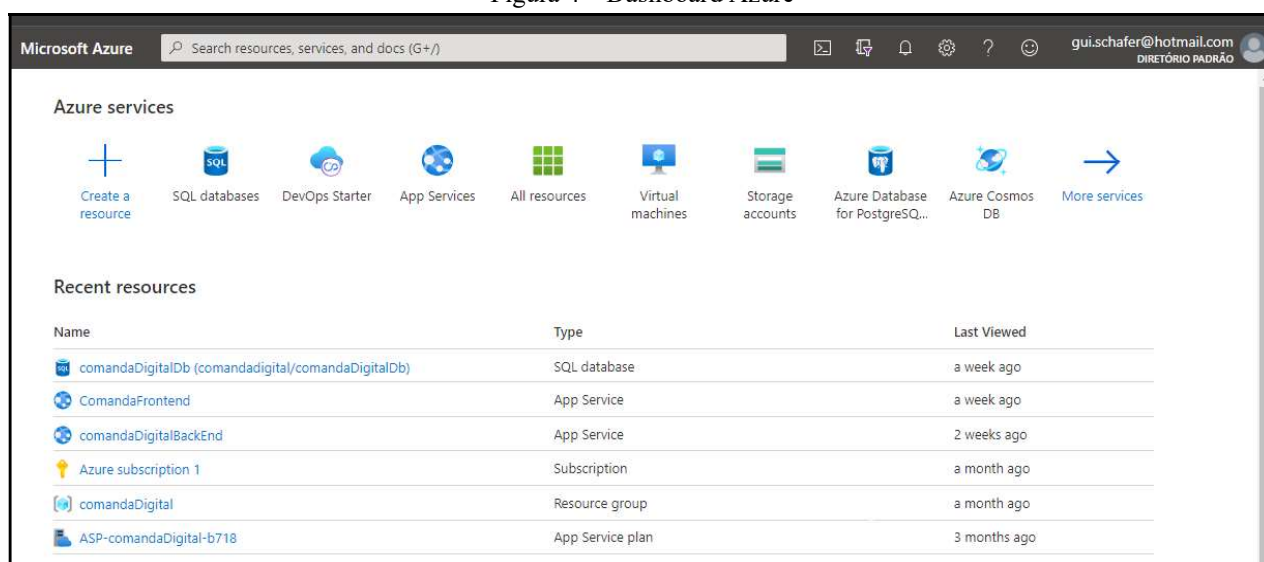 Figura 4 – Dashboard Azure
Microsoft Azure
Search resources, services, and docs (G+/)
gui.schafer@hotmail.com
DIRETÓRIO PADRÃO
Azure services
Create a resource
SQL databases
DevOps Starter
App Services
All resources
Virtual machines
Storage accounts
Azure Database for PostgreSQ...
Azure Cosmos DB
More services
Recent resources
Name Type Last Viewed
comandaDigitalDb (comandadigital/comandaDigitalDb) SQL database a week ago
ComandaFrontend App Service a week ago
comandaDigitalBackEnd App Service 2 weeks ago
Azure subscription 1 Subscription a month ago
comandaDigital Resource group a month ago
ASP-comandaDigital-b718 App Service plan 3 months ago